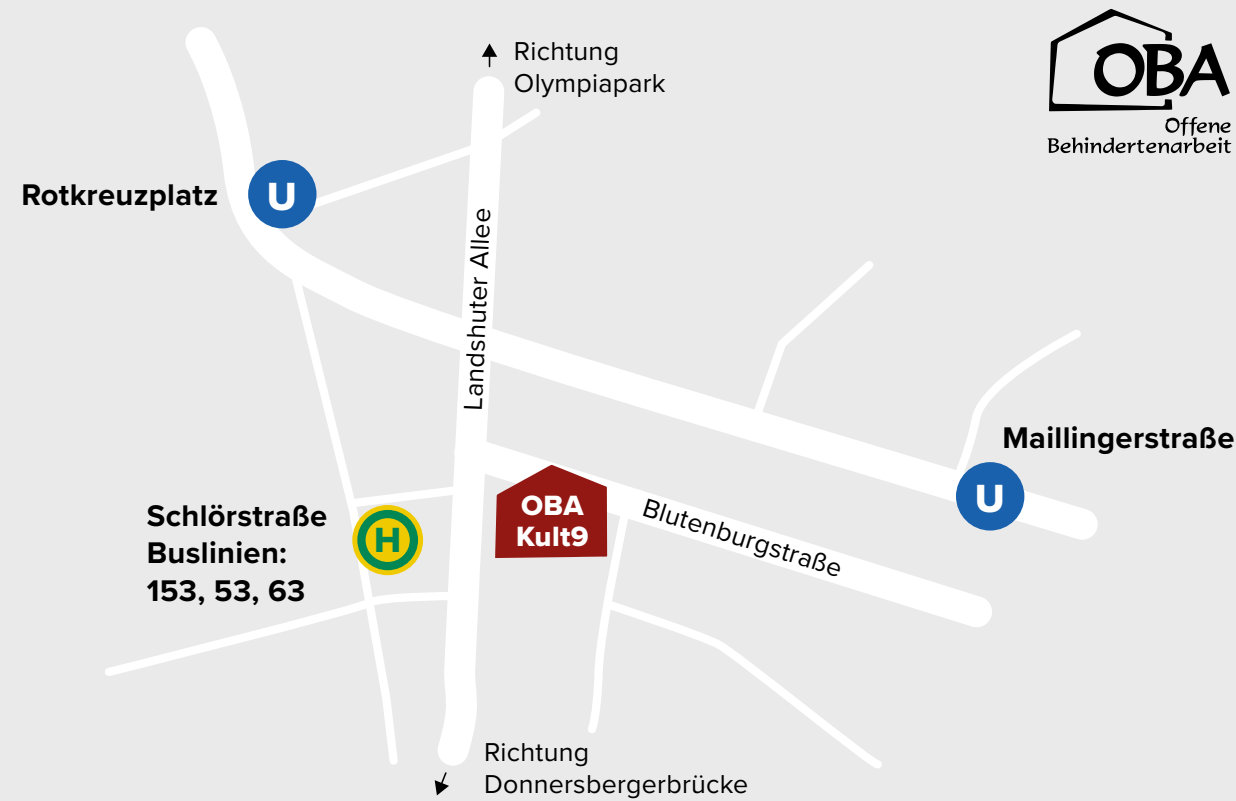 Richtung
Olympiapark
OBA
Offene
Behindertenarbeit
Rotkreuzplatz
U
Landshuter Allee
Maillingerstraße
U
OBA
Kult9
Blutenburgstraße
Schlörstraße
Buslinien:
153, 53, 63
H
Richtung
Donnersbergerbrücke